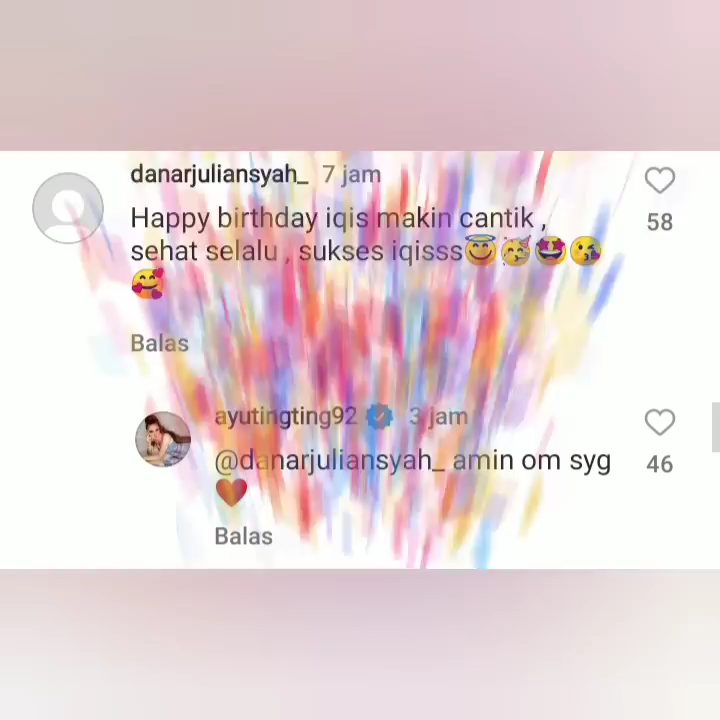 danarjuliansyah_ 7 jam
Happy birthday iqis makin cantik ,
58
sehat selalu , sukses iqisss😇🥳🤩😘
🥰
Balas
ayutingting92 3 jam
@danarjuliansyah_ amin om syg
46
❤️
Balas